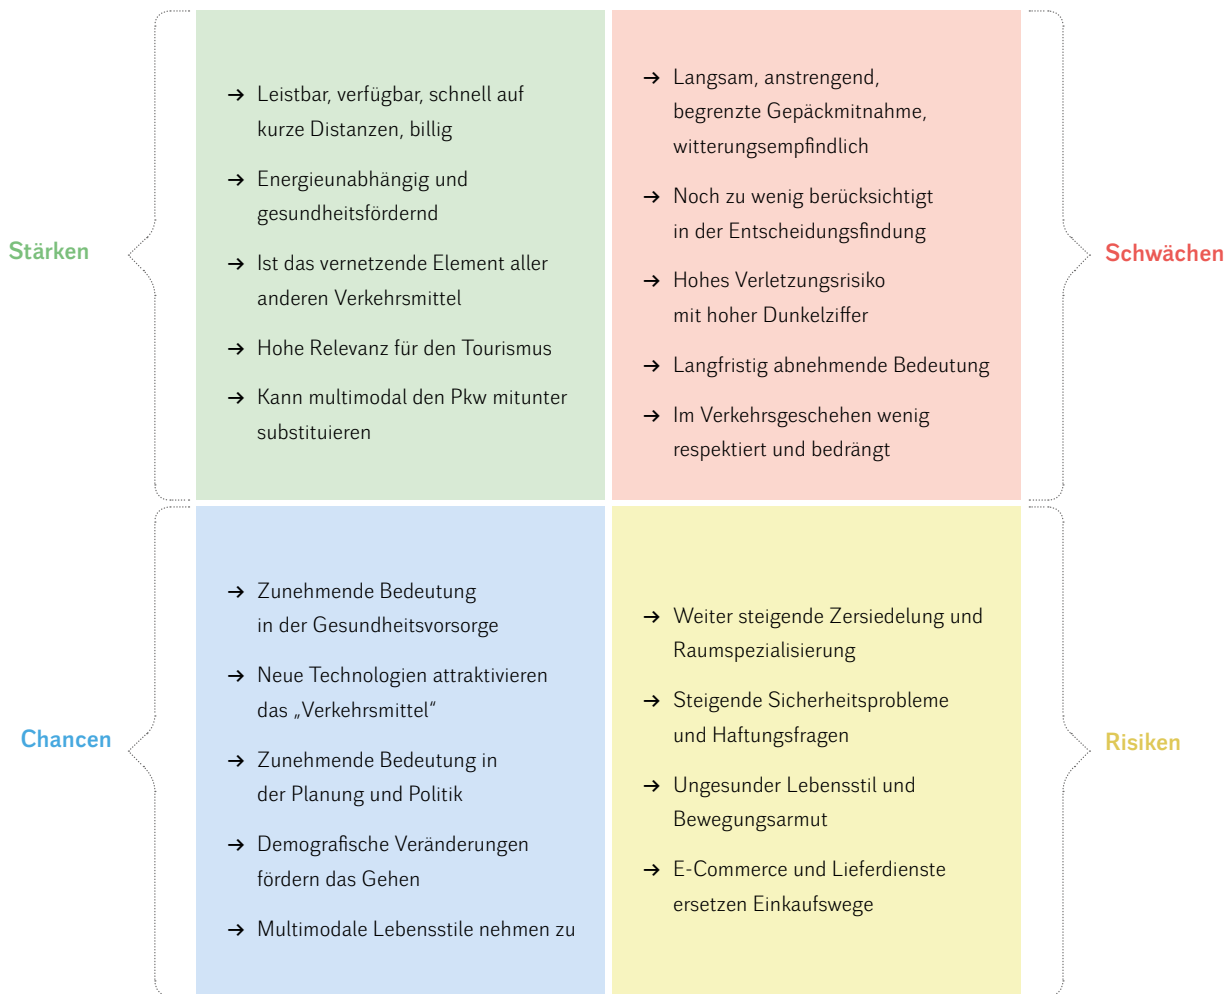 Stärken
→ Leistbar, verfügbar, schnell auf
kurze Distanzen, billig
→ Energieunabhängig und
gesundheitsfördernd
→ Ist das vernetzende Element aller
anderen Verkehrsmittel
→ Hohe Relevanz für den Tourismus
→ Kann multimodal den Pkw mitunter
substituieren
Schwächen
→ Langsam, anstrengend,
begrenzte Gepäckmitnahme,
witterungsempfindlich
→ Noch zu wenig berücksichtigt
in der Entscheidungsfindung
→ Hohes Verletzungsrisiko
mit hoher Dunkelziffer
→ Langfristig abnehmende Bedeutung
→ Im Verkehrsgeschehen wenig
respektiert und bedrängt
Chancen
→ Zunehmende Bedeutung
in der Gesundheitsvorsorge
→ Neue Technologien attraktivieren
das „Verkehrsmittel“
→ Zunehmende Bedeutung in
der Planung und Politik
→ Demografische Veränderungen
fördern das Gehen
→ Multimodale Lebensstile nehmen zu
Risiken
→ Weiter steigende Zersiedelung und
Raumspezialisierung
→ Steigende Sicherheitsprobleme
und Haftungsfragen
→ Ungesunder Lebensstil und
Bewegungsarmut
→ E-Commerce und Lieferdienste
ersetzen Einkaufswege